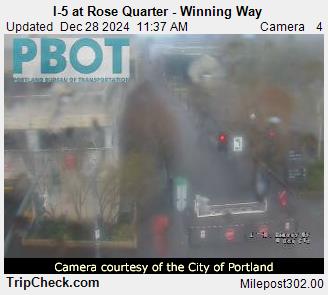 I-5 at Rose Quarter - Winning Way
Updated Dec 28 2024 11:37 AM Camera 4
PBOT
PORTLAND BUREAU OF TRANSPORTATION
Camera courtesy of the City of Portland
TripCheck.com Milepost302.00